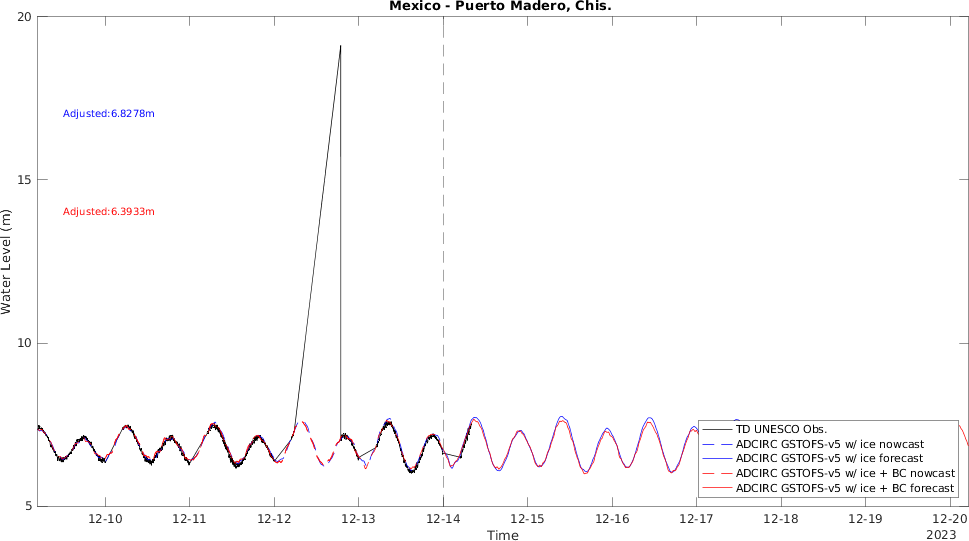 Mexico - Puerto Madero, Chis.
20
15
10
5
Water Level (m)
Adjusted:6.8278m
Adjusted:6.3933m
TD UNESCO Obs.
ADCIRC GSTOFS-v5 w/ ice nowcast
ADCIRC GSTOFS-v5 w/ ice forecast
ADCIRC GSTOFS-v5 w/ ice + BC nowcast
ADCIRC GSTOFS-v5 w/ ice + BC forecast
12-10 12-11 12-12 12-13 12-14 12-15 12-16 12-17 12-18 12-19 12-20
Time
2023